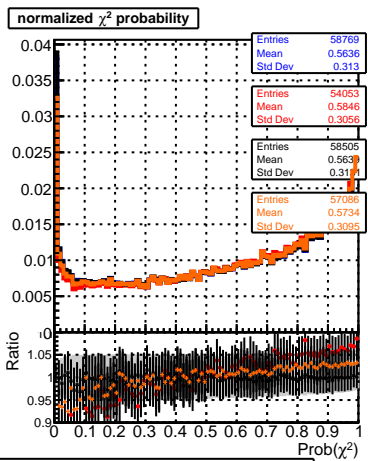 normalized χ² probability
Entries 58769
Mean 0.5636
Std Dev 0.313
Entries 54053
Mean 0.5846
Std Dev 0.3056
Entries 58505
Mean
Std Dev
Entries 57086
Mean 0.5734
Std Dev 0.3095
0.04
0.035
0.03
0.025
0.02
0.015
0.01
0.005
Ratio
1.05
1
0.95
0.9
0 0.1 0.2 0.3 0.4 0.5 0.6 0.7 0.8 0.9 1
Prob(χ²)